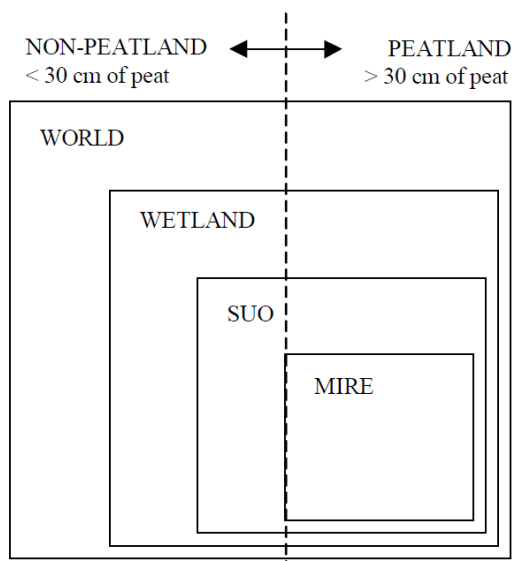 NON-PEATLAND
< 30 cm of peat
PEATLAND
> 30 cm of peat
WORLD
WETLAND
SUO
MIRE